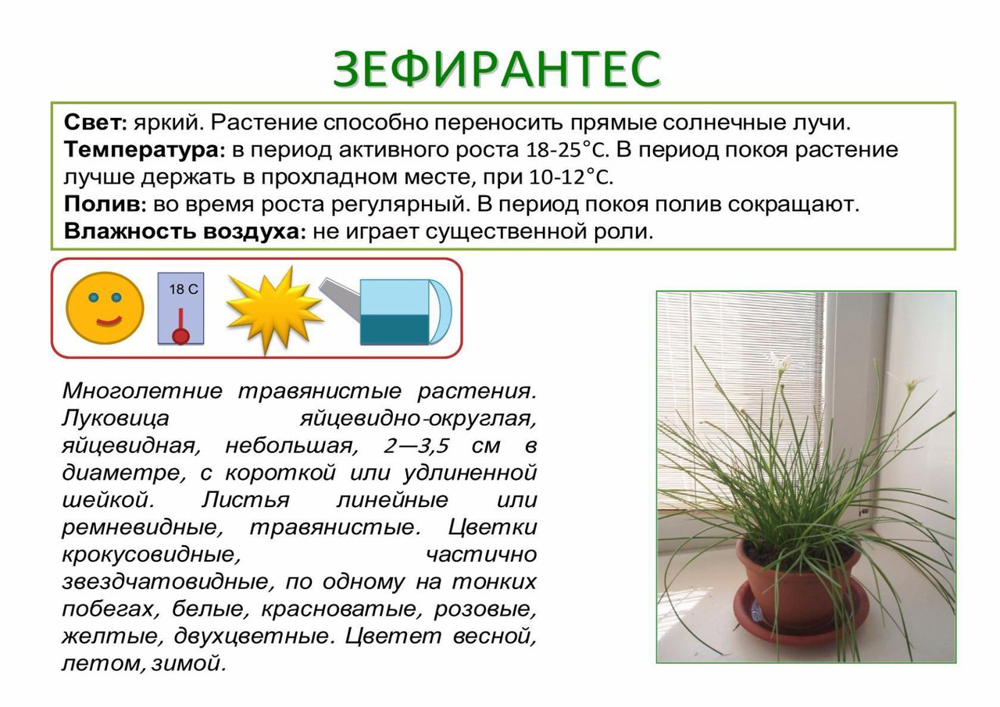 ЗЕФИРАНТЕС
Свет: яркий. Растение способно переносить прямые солнечные лучи.
Температура: в период активного роста 18-25°С. В период покоя растение
лучше держать в прохладном месте, при 10-12°С.
Полив: во время роста регулярный. В период покоя полив сокращают.
Влажность воздуха: не играет существенной роли.
18 С
Многолетние травянистые растения.
Луковица яйцевидно-округлая,
яйцевидная, небольшая, 2—3,5 см в
диаметре, с короткой или удлиненной
шейкой. Листья линейные или
ремневидные, травянистые. Цветки
крокусовидные, частично
звездчатовидные, по одному на тонких
побегах, белые, красноватые, розовые,
желтые, двухцветные. Цветет весной,
летом, зимой.